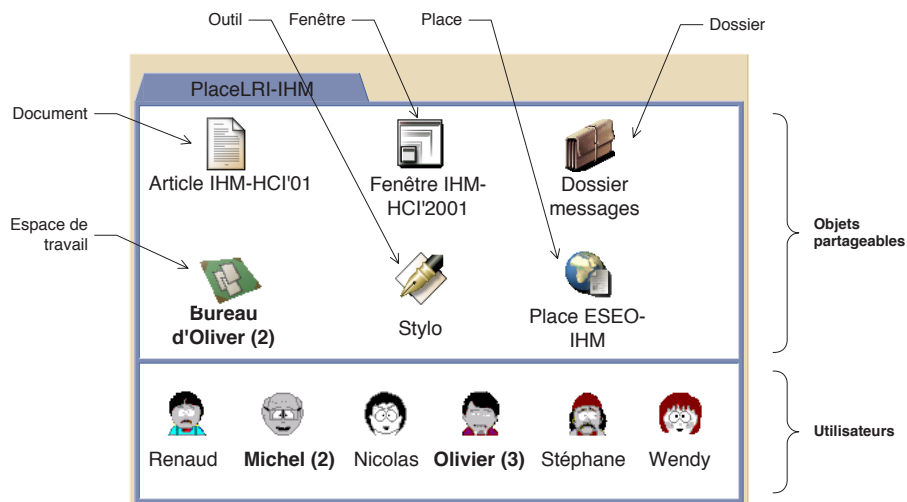 Outil
Fenêtre
Place
Dossier
PlaceLRI-IHM
Document
Article IHM-HCI'01
Fenêtre IHM-
HCI'2001
Dossier
messages
Espace de
travail
Objets
partageables
Bureau
d'Oliver (2)
Stylo
Place ESEO-
IHM
Utilisateurs
Renaud
Michel (2)
Nicolas
Olivier (3)
Stéphane
Wendy